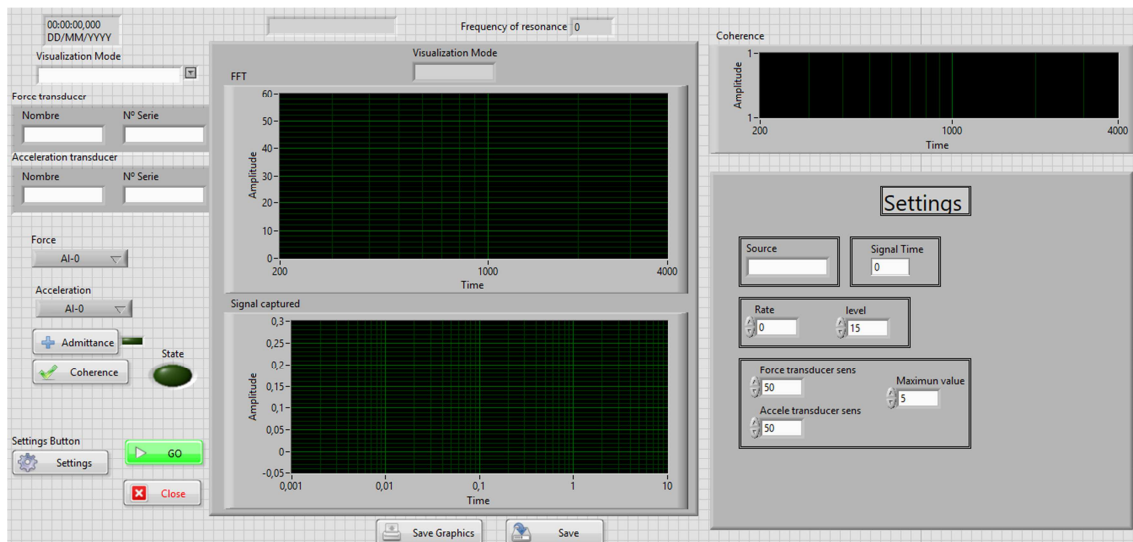 00:00:00,000
DD/MM/YYYY
Visualization Mode
Force transducer
Nombre Nº Serie
Acceleration transducer
Nombre Nº Serie
Force
AI-0
Acceleration
AI-0
Admittance
State
Coherence
Settings Button
Settings
GO
Close
Frequency of resonance 0
Visualization Mode
FFT
60
50
40
30
20
10
0
Amplitude
200 1000 4000
Time
Signal captured
0,3
0,25
0,2
0,15
0,1
0,05
0
-0,05
Amplitude
0,001 0,01 0,1 1 10
Time
Save Graphics Save
Coherence
1
1
Amplitude
200 1000 4000
Time
Settings
Source Signal Time
0
Rate level
0 15
Force transducer sens
50
Maximun value
5
Accele transducer sens
50